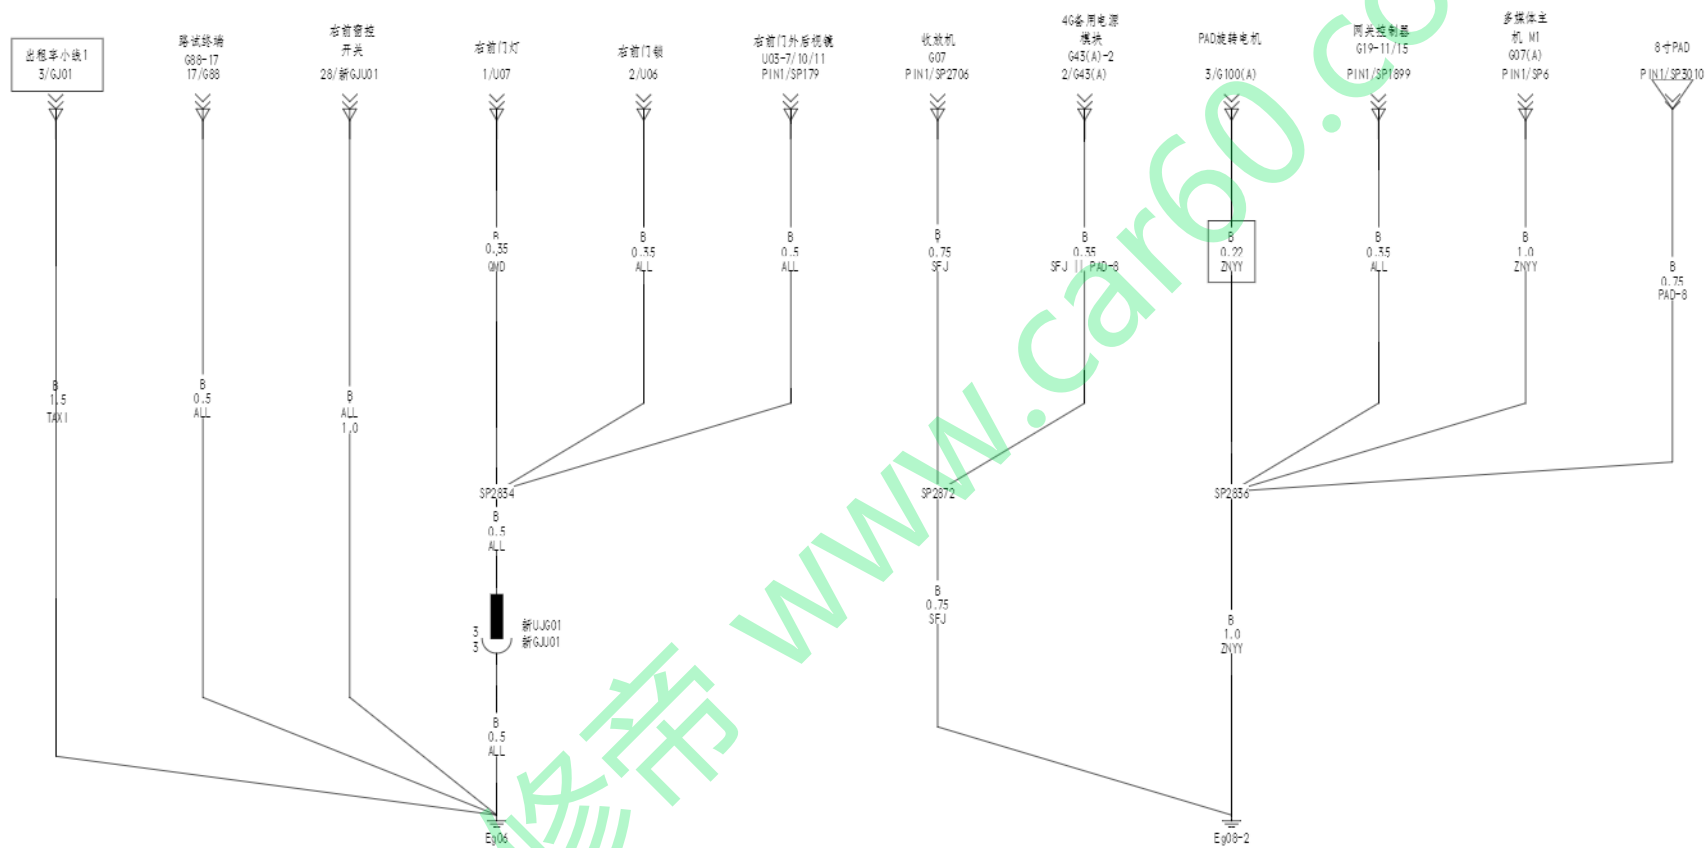 出租车小线1
3/GJ01
路试终端
G88-17
17/G88
右前窗控
开关
28/新GJU01
右前门灯
1/U07
右前门锁
2/U06
右前门外后视镜
U03-7/10/11
PIN1/SP179
收放机
G07
PIN1/SP2706
4G备用电源
模块
G43(A)-2
2/G43(A)
PAD旋转电机
3/G100(A)
网关控制器
G19-11/15
PIN1/SP1899
多媒体主
机 M1
G07(A)
PIN1/SP6
8寸PAD
PIN1/SP3010
B
1.5
TAXI
B
0.5
ALL
B
ALL
1.0
B
0.35
QMD
B
0.35
ALL
B
0.5
ALL
B
0.75
SFJ
B
0.35
SFJ || PAD-8
B
0.22
ZNYY
B
0.35
ALL
B
1.0
ZNYY
B
0.75
PAD-8
SP2834
SP2872
SP2836
B
0.5
ALL
3
3
新UJG01
新GJU01
B
0.5
ALL
B
0.75
SFJ
B
1.0
ZNYY
Eg06
Eg08-2
修帝 www.car60.co